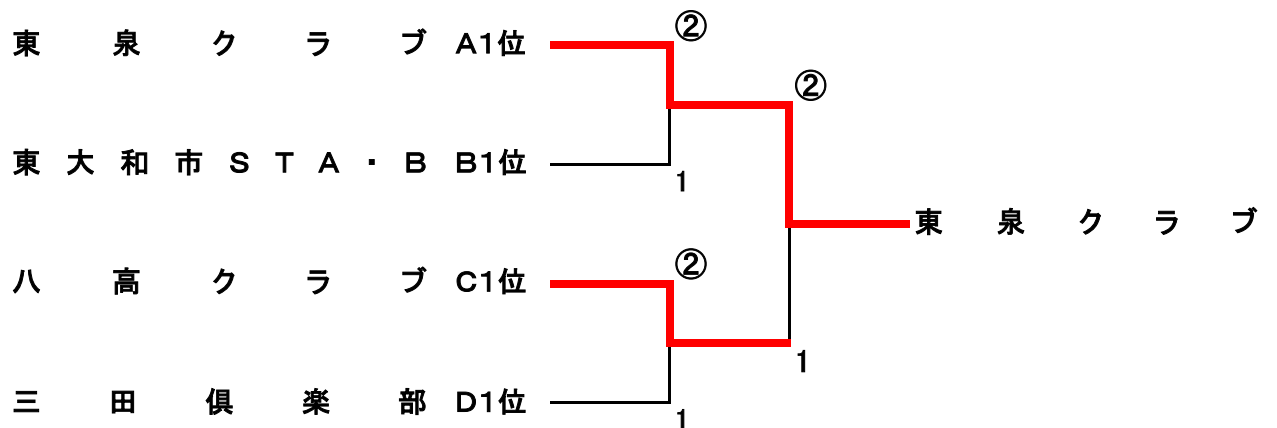 東泉クラブ A1位 ②
②
東大和市STA・B B1位 1
東泉クラブ
八高クラブ C1位 ②
1
三田倶楽部 D1位 1